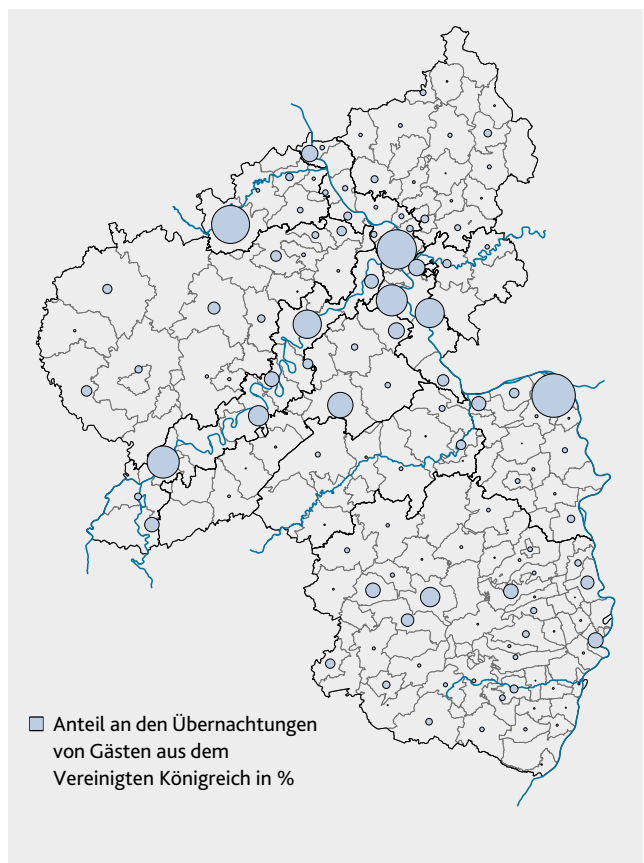 Anteil an den Übernachtungen
von Gästen aus dem
Vereinigten Königreich in %